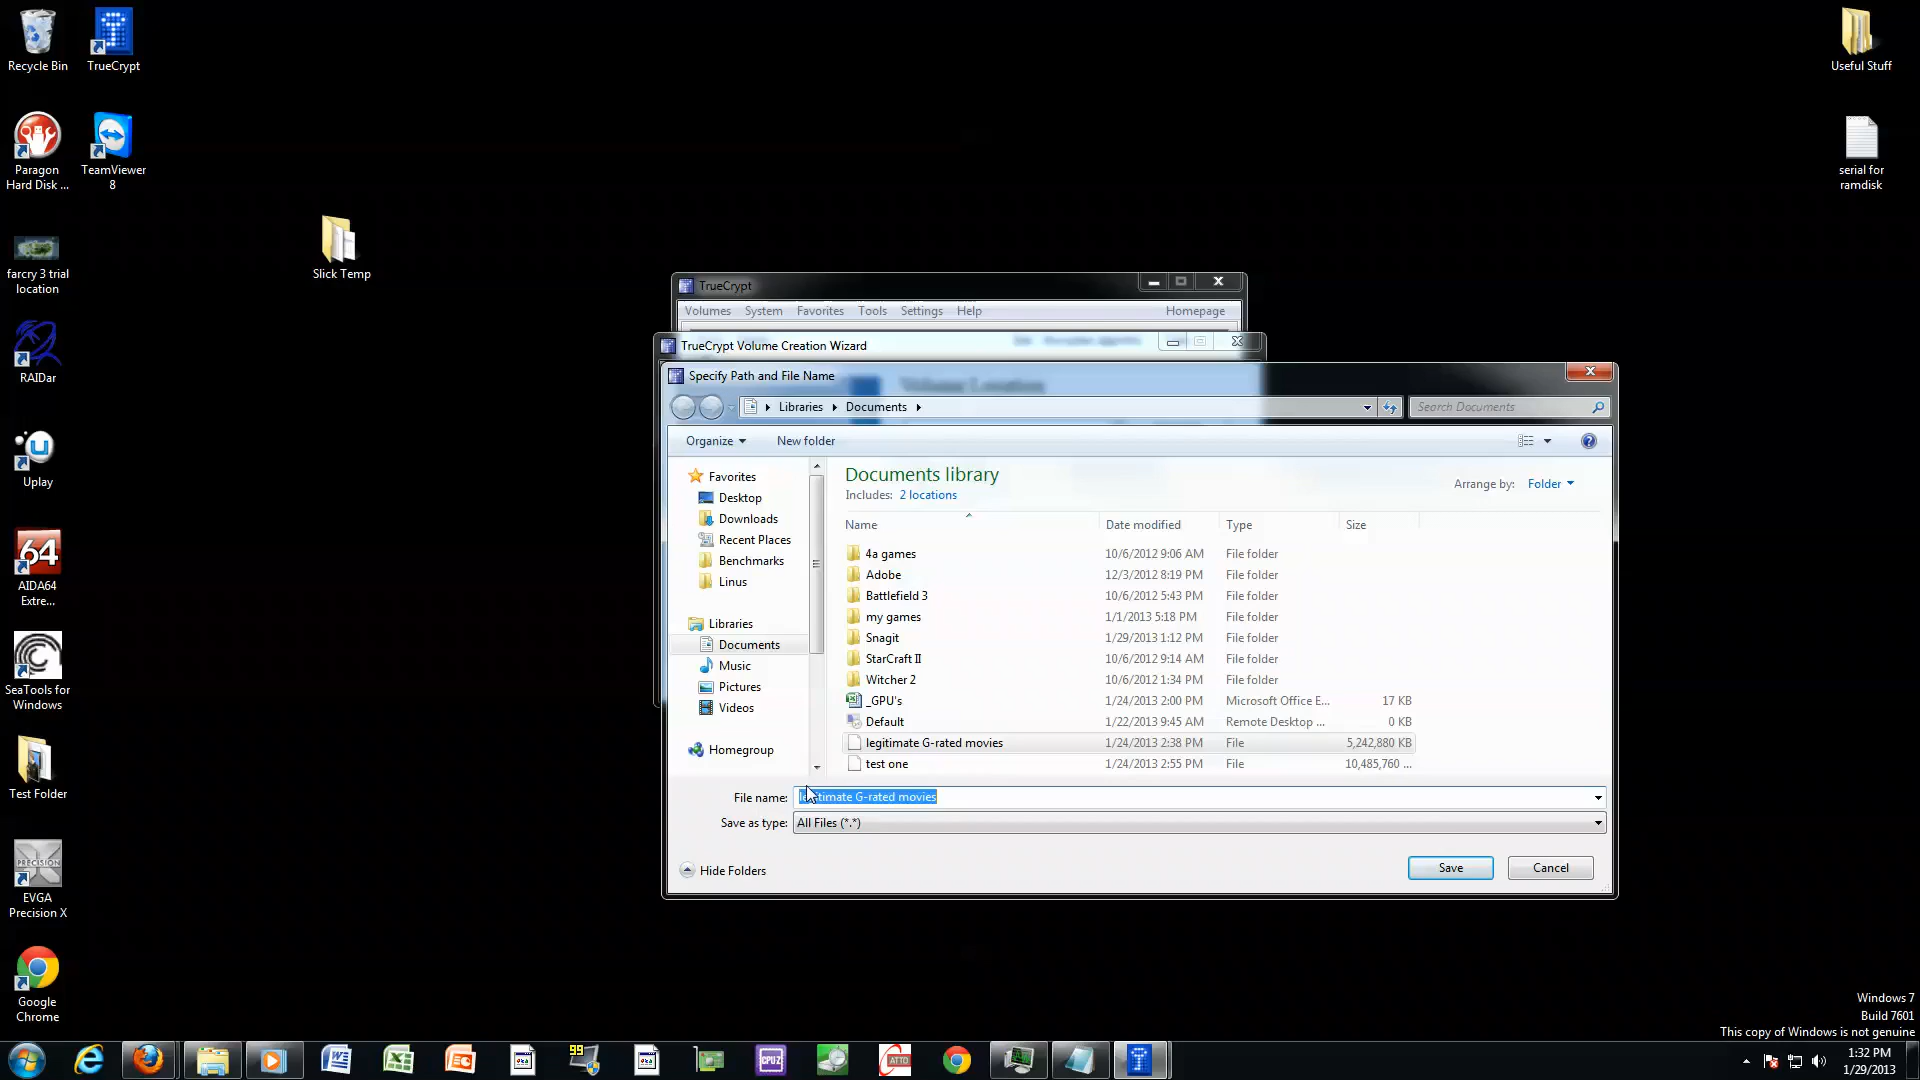 Recycle Bin
TrueCrypt
Useful Stuff
Paragon
Hard Disk ...
TeamViewer
8
serial for
ramdisk
farcry 3 trial
location
Slick Temp
RAIDar
Uplay
64
AIDA64
Extre...
SeaTools for
Windows
Test Folder
PRECISION
EVGA
Precision X
Google
Chrome
TrueCrypt
Volumes System Favorites Tools Settings Help Homepage
TrueCrypt Volume Creation Wizard
Volume Location
Specify Path and File Name
Libraries Documents
Search Documents
Organize New folder
Favorites
Desktop
Downloads
Recent Places
Benchmarks
Linus
Libraries
Documents
Music
Pictures
Videos
Homegroup
Documents library
Includes: 2 locations
Arrange by: Folder
Name Date modified Type Size
4a games 10/6/2012 9:06 AM File folder
Adobe 12/3/2012 8:19 PM File folder
Battlefield 3 10/6/2012 5:43 PM File folder
my games 1/1/2013 5:18 PM File folder
Snagit 1/29/2013 1:12 PM File folder
StarCraft II 10/6/2012 9:14 AM File folder
Witcher 2 10/6/2012 1:34 PM File folder
_GPU's 1/24/2013 2:00 PM Microsoft Office E... 17 KB
Default 1/22/2013 9:45 AM Remote Desktop ... 0 KB
legitimate G-rated movies 1/24/2013 2:38 PM File 5,242,880 KB
test one 1/24/2013 2:55 PM File 10,485,760 ...
File name: legitimate G-rated movies
Save as type: All Files (*.*)
Hide Folders
Save Cancel
Windows 7
Build 7601
This copy of Windows is not genuine
99
CPU-Z
ATTO
1:32 PM
1/29/2013